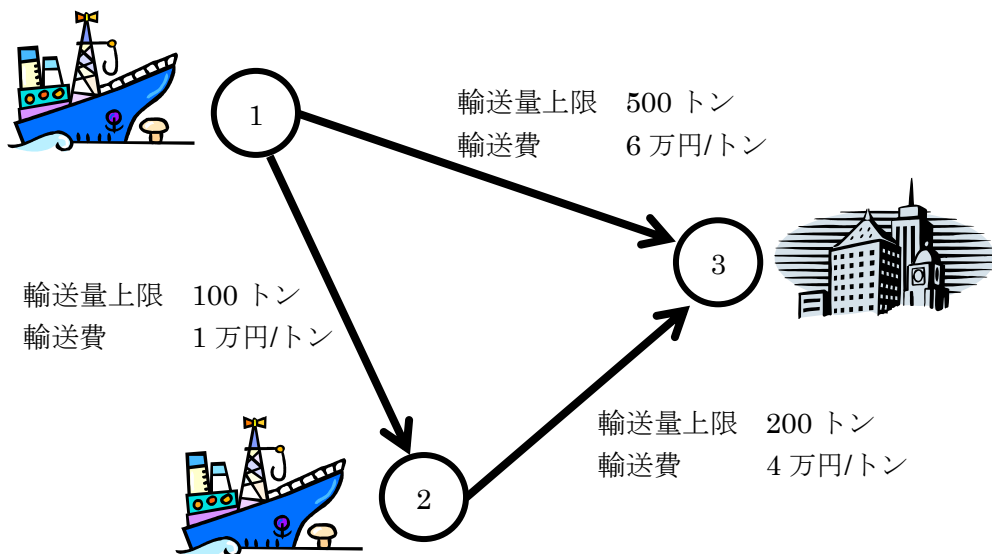 1
輸送量上限 500 トン
輸送費 6 万円/トン
3
輸送量上限 100 トン
輸送費 1 万円/トン
輸送量上限 200 トン
輸送費 4 万円/トン
2